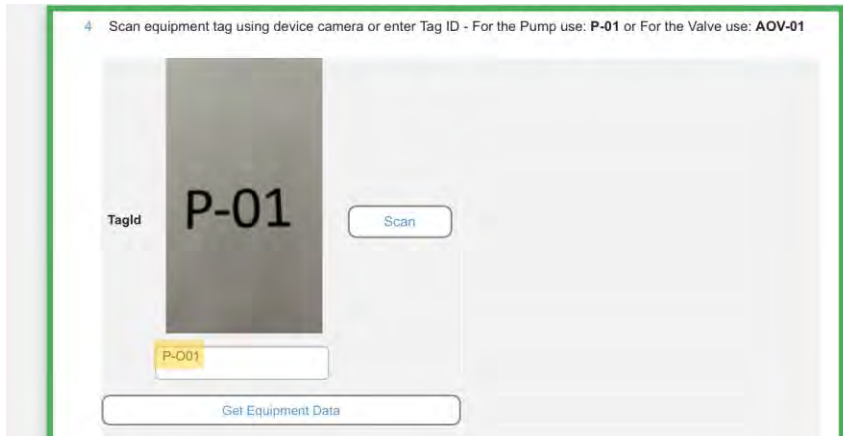 4 Scan equipment tag using device camera or enter Tag ID - For the Pump use: P-01 or For the Valve use: AOV-01
TagId
P-01
Scan
P-O01
Get Equipment Data